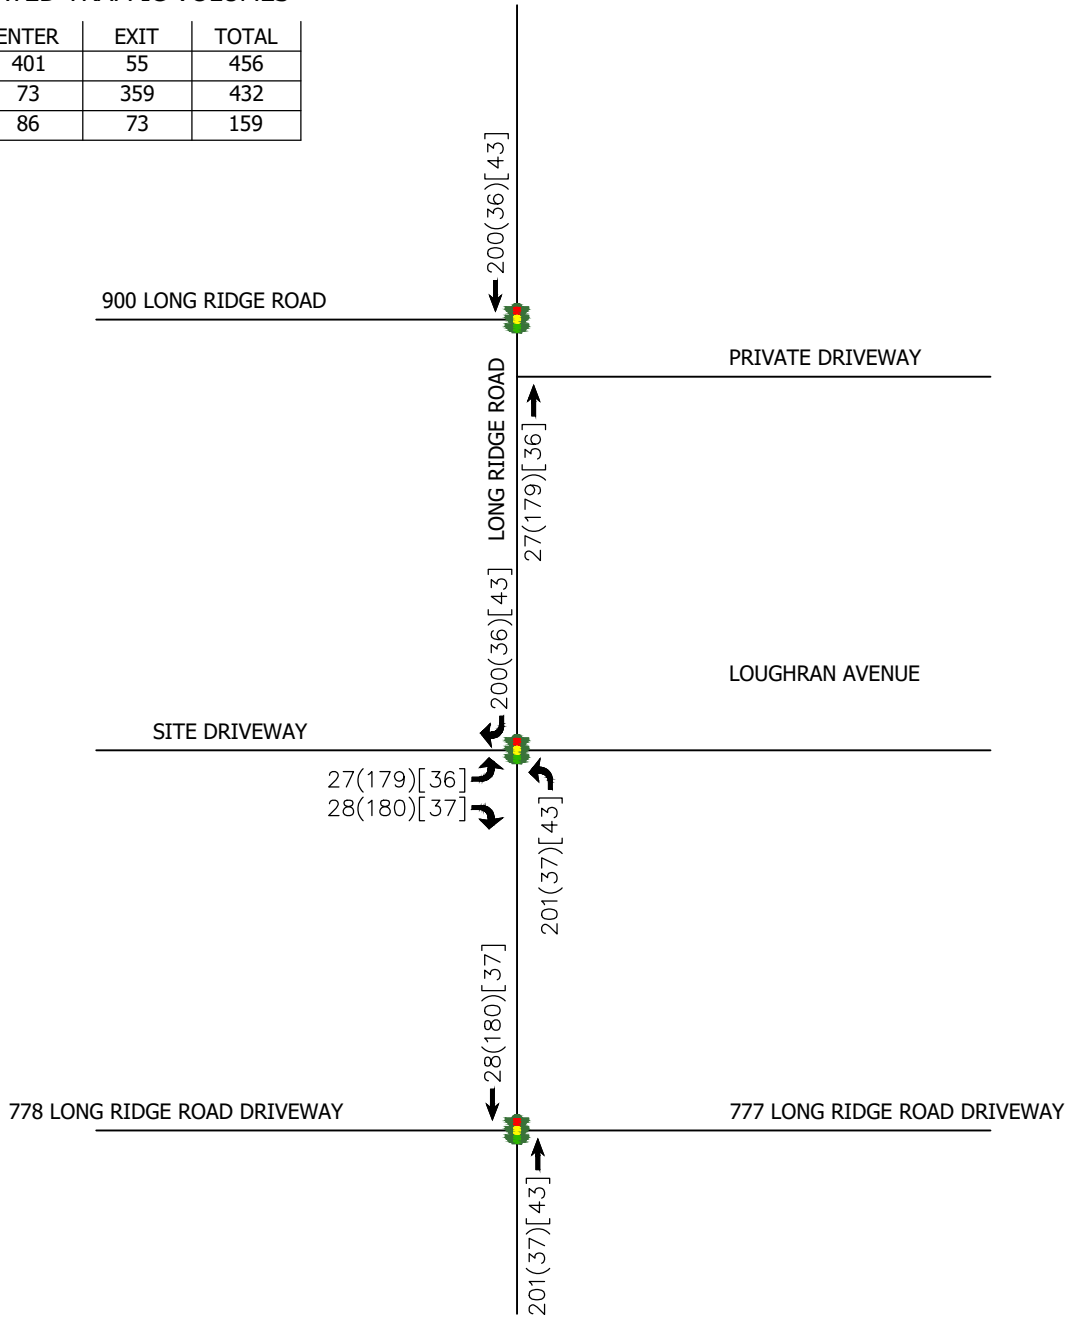 TRAFFIC VOLUMES
EXIT TOTAL
401 55 456
73 359 432
86 73 159
200(36)[43]
900 LONG RIDGE ROAD
PRIVATE DRIVEWAY
LONG RIDGE ROAD
27(179)[36]
200(36)[43]
LOUGHRAN AVENUE
SITE DRIVEWAY
27(179)[36]
28(180)[37]
201(37)[43]
28(180)[37]
778 LONG RIDGE ROAD DRIVEWAY
777 LONG RIDGE ROAD DRIVEWAY
201(37)[43]